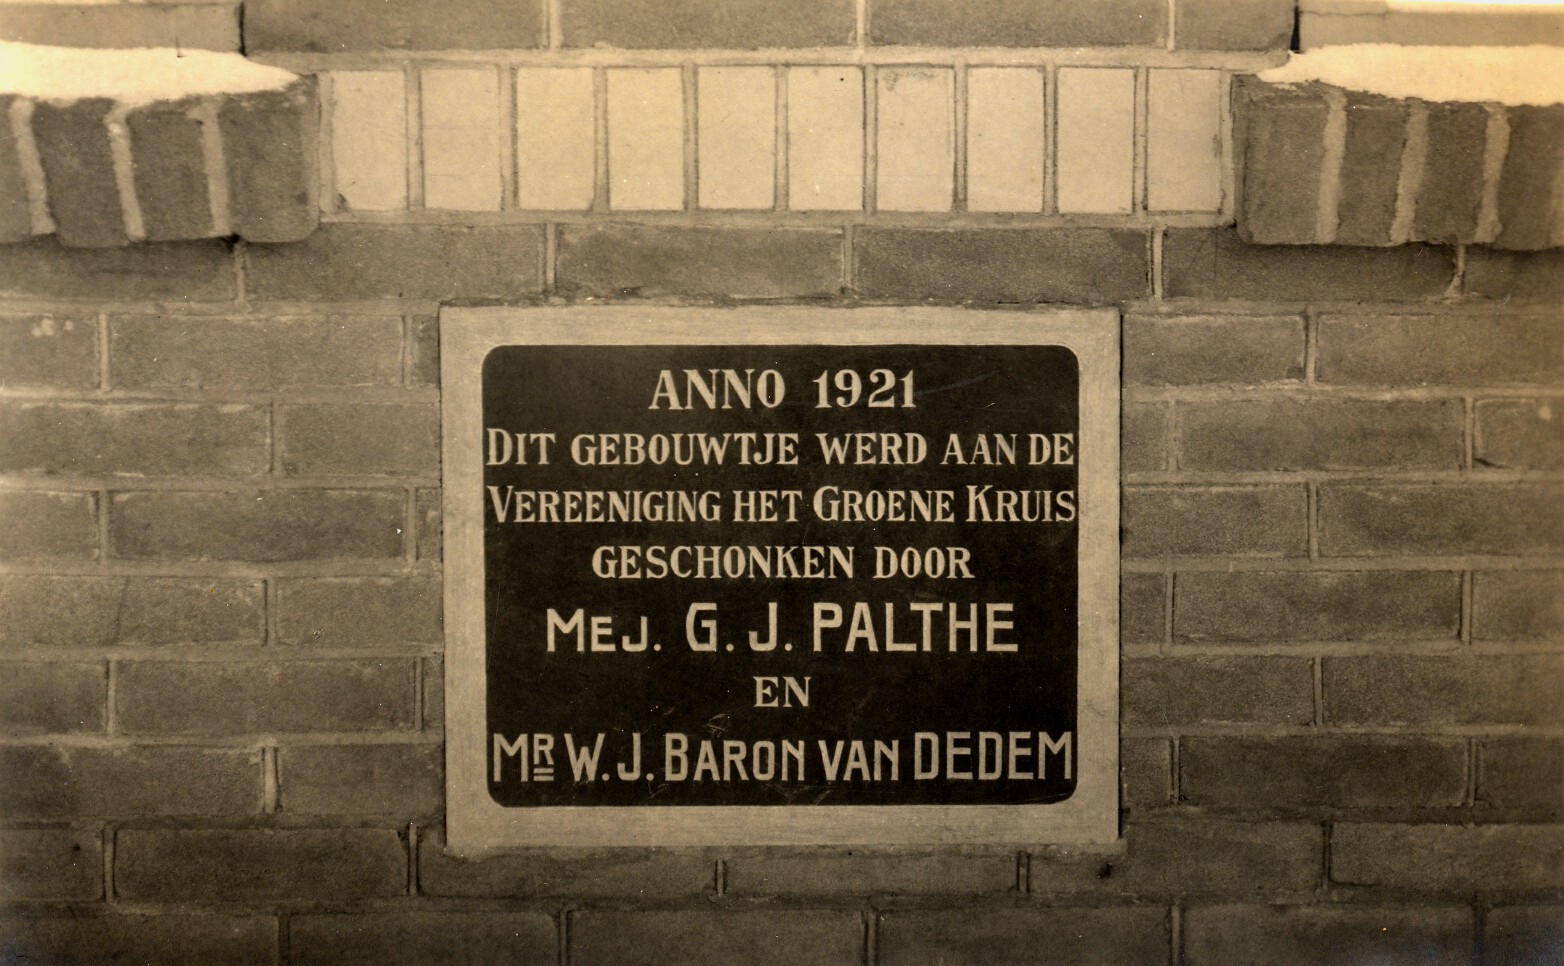 ANNO 1921
DIT GEBOUWTJE WERD AAN DE
VEREENIGING HET GROENE KRUIS
GESCHONKEN DOOR
MEJ. G. J. PALTHE
EN
MR W. J. BARON VAN DEDEM